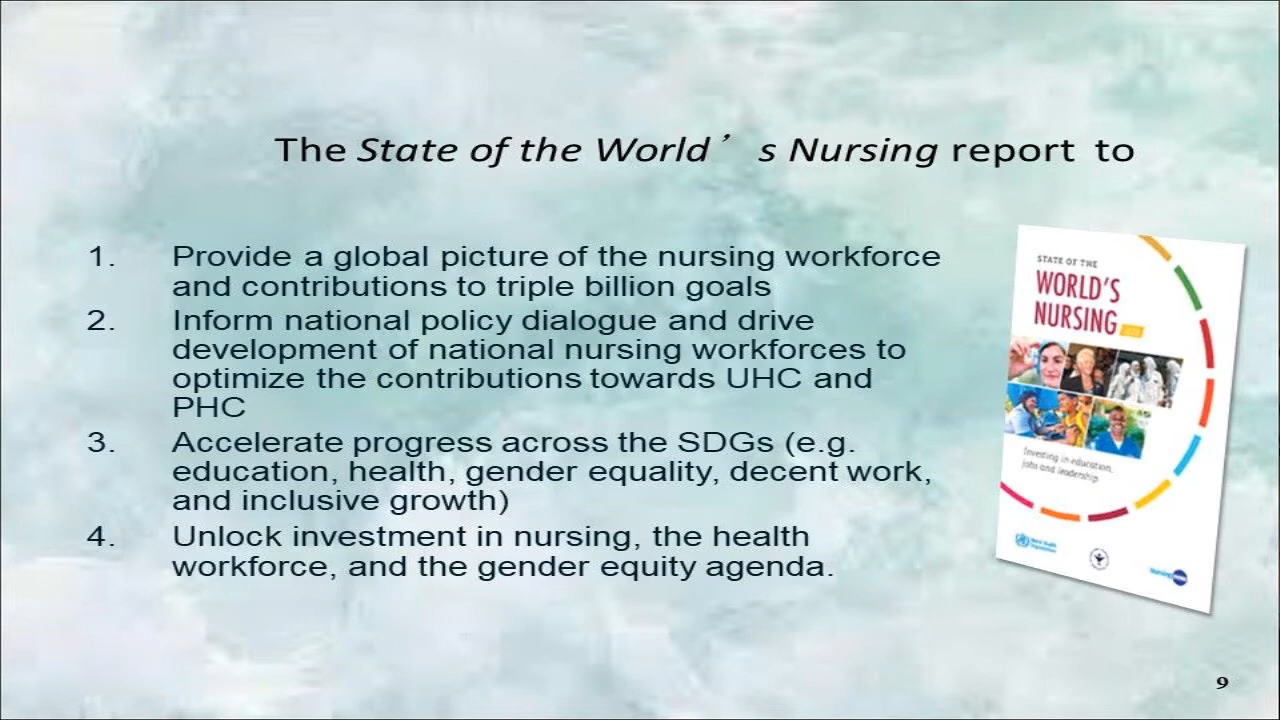 The State of the World’s Nursing report to
1. Provide a global picture of the nursing workforce
and contributions to triple billion goals
2. Inform national policy dialogue and drive
development of national nursing workforces to
optimize the contributions towards UHC and
PHC
3. Accelerate progress across the SDGs (e.g.
education, health, gender equality, decent work,
and inclusive growth)
4. Unlock investment in nursing, the health
workforce, and the gender equity agenda.
STATE OF THE
WORLD'S
NURSING
Investing in education,
jobs and leadership
World Health
Organization
9